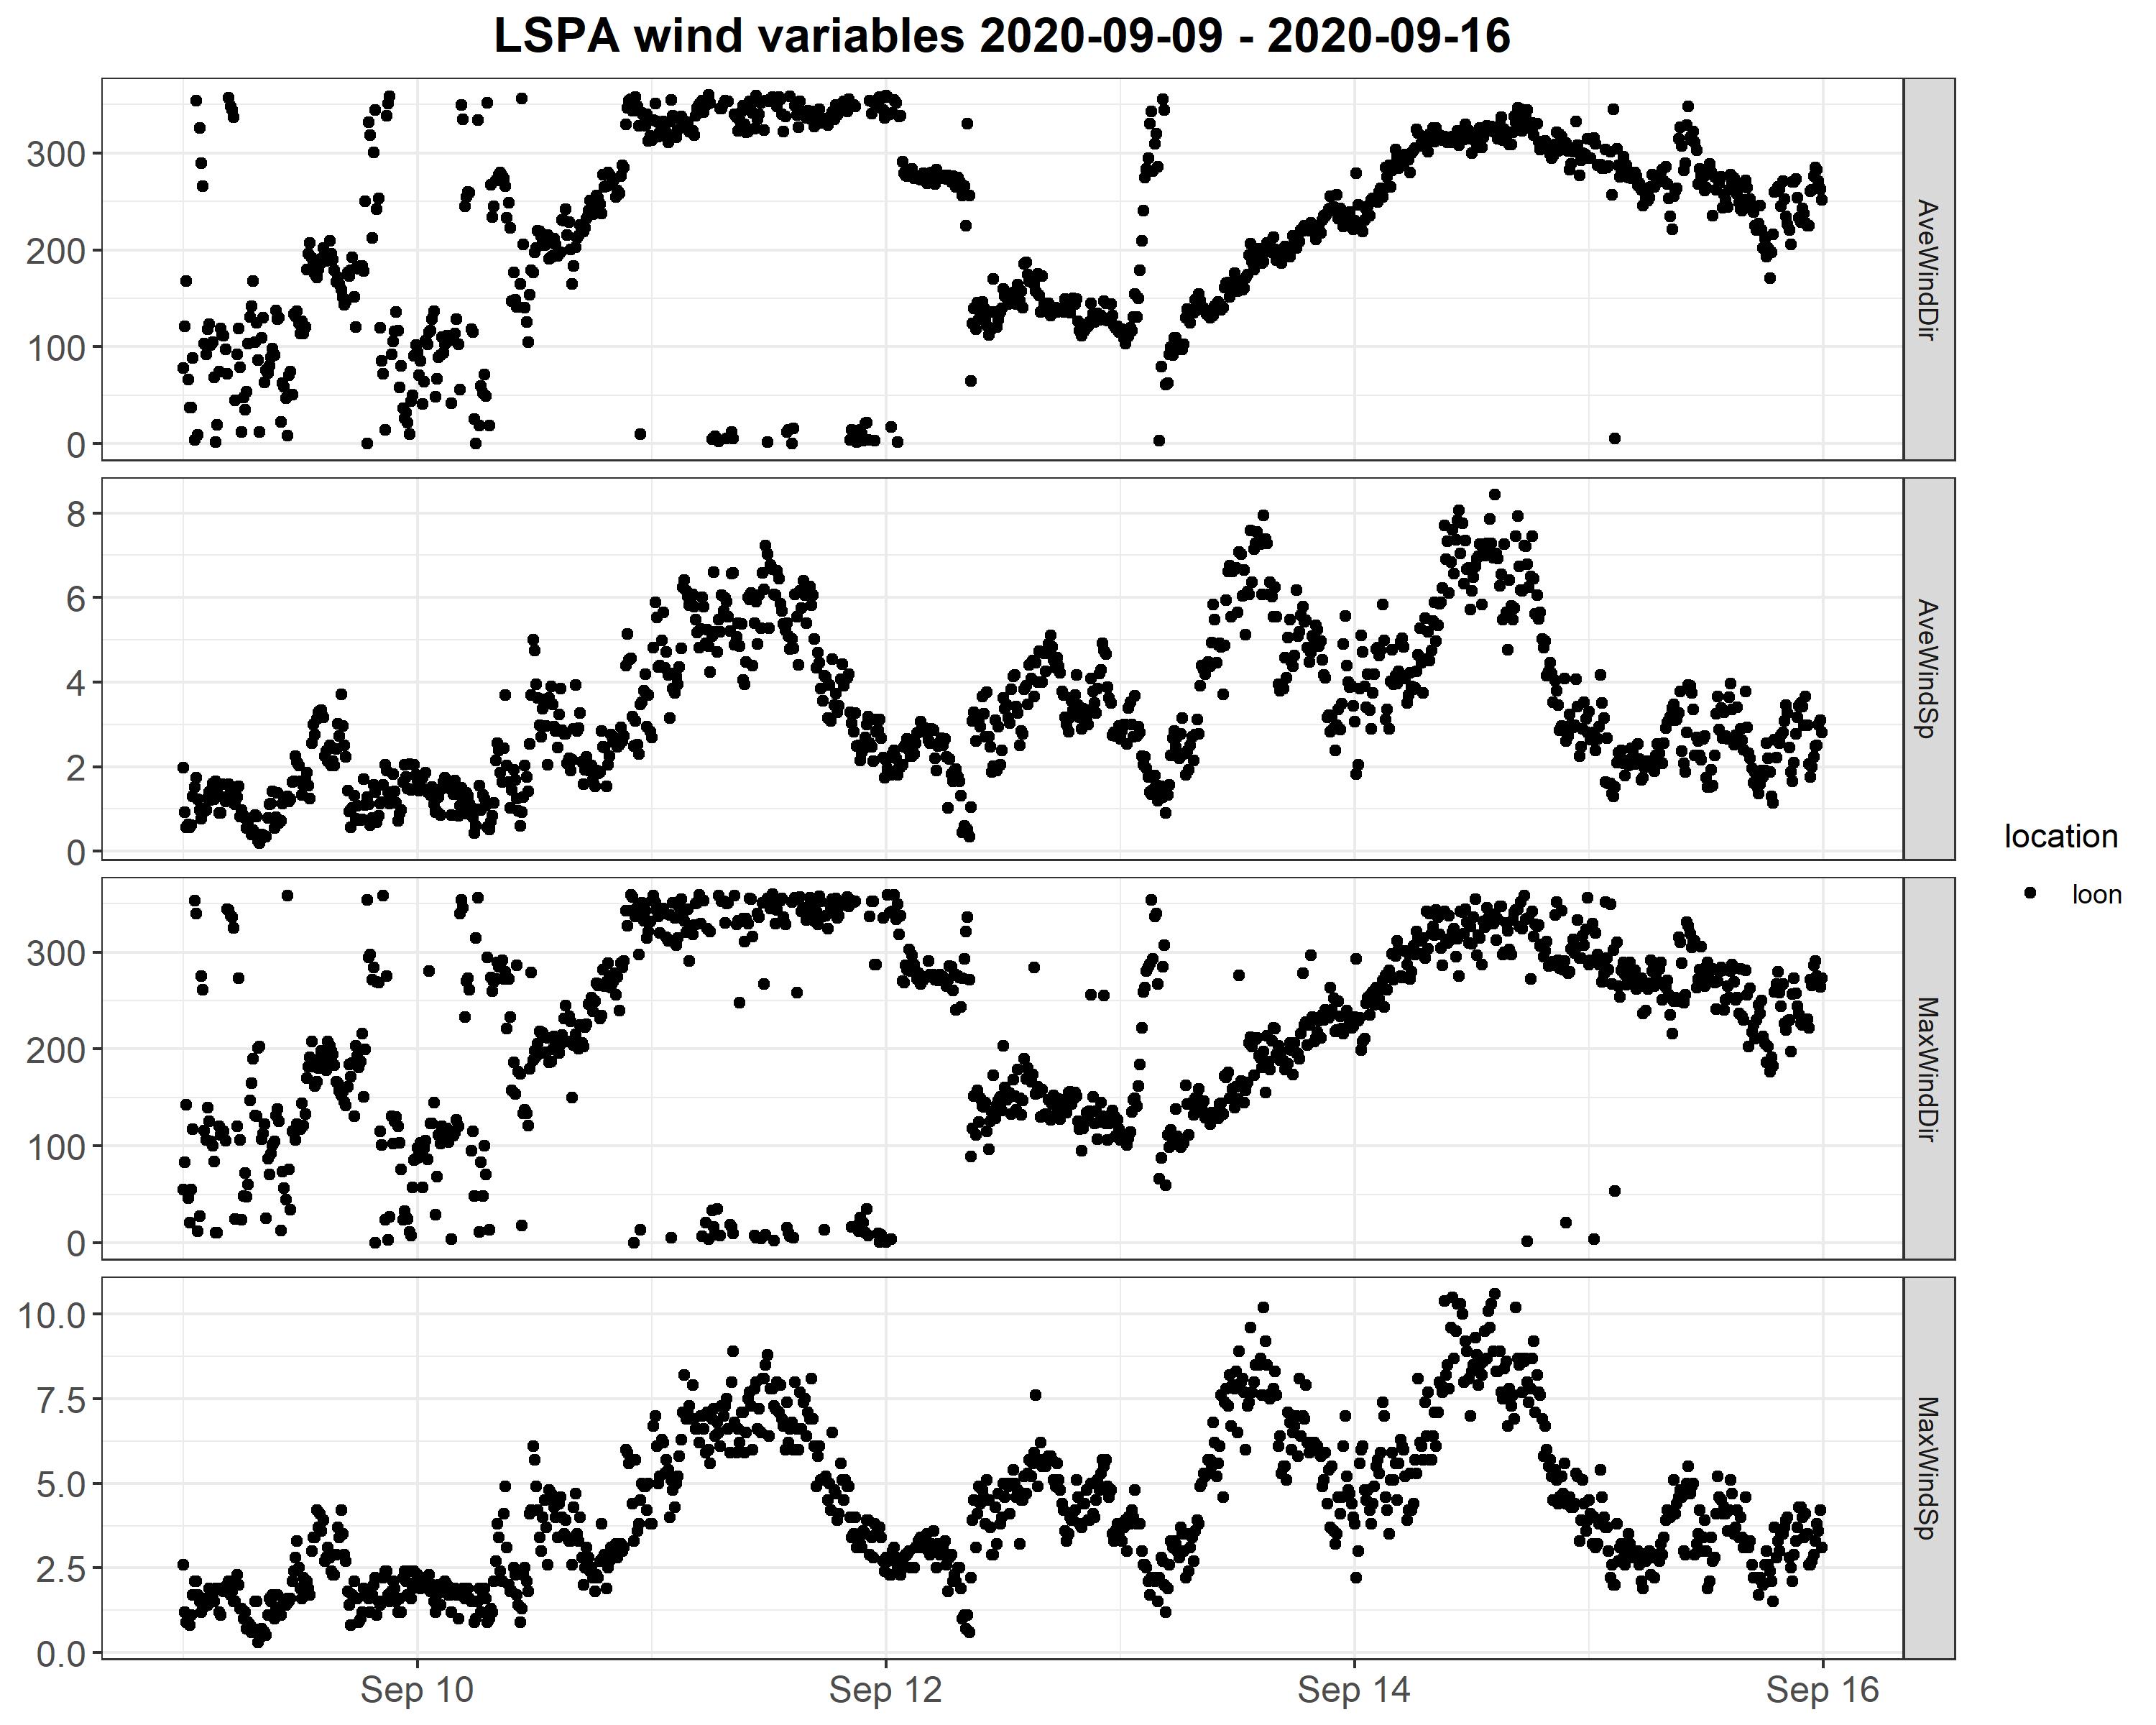 LSPA wind variables 2020-09-09 - 2020-09-16
300
200
100
0
AveWindDir
8
6
4
2
0
AveWindSp
300
200
100
0
MaxWindDir
10.0
7.5
5.0
2.5
0.0
MaxWindSp
Sep 10 Sep 12 Sep 14 Sep 16
location
loon